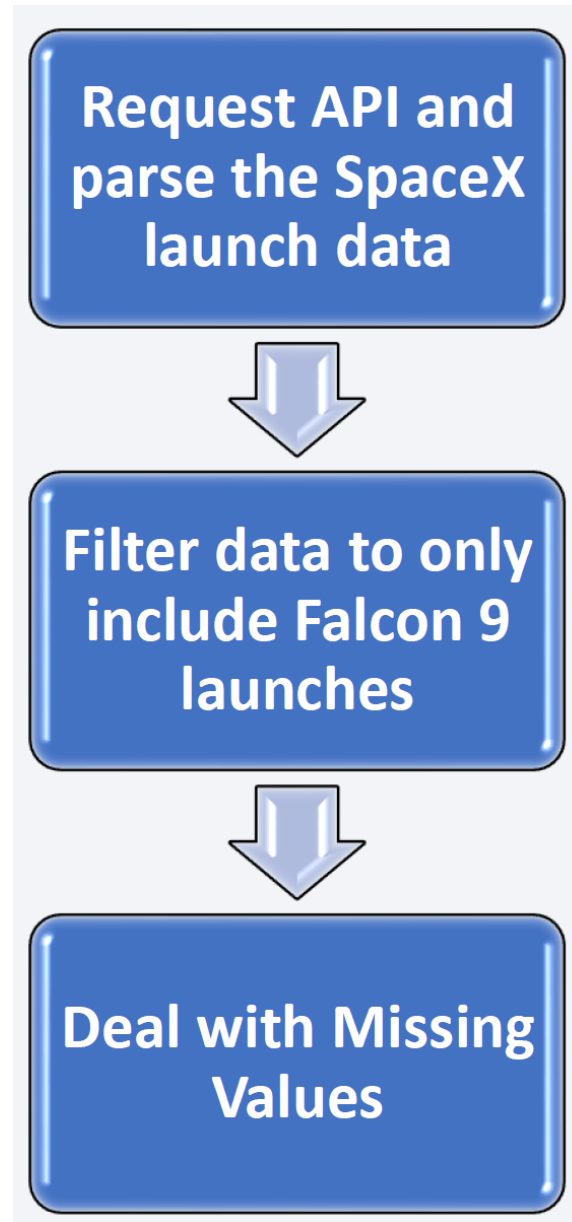 Request API and
parse the SpaceX
launch data
Filter data to only
include Falcon 9
launches
Deal with Missing
Values